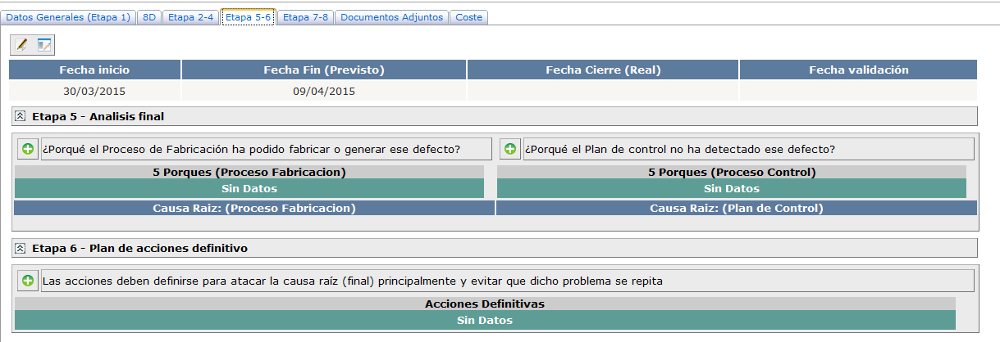 Datos Generales (Etapa 1) 8D Etapa 2-4 Etapa 5-6 Etapa 7-8 Documentos Adjuntos Coste
Fecha inicio Fecha Fin (Previsto) Fecha Cierre (Real) Fecha validación
30/03/2015 09/04/2015
Etapa 5 - Analisis final
¿Porqué el Proceso de Fabricación ha podido fabricar o generar ese defecto? ¿Porqué el Plan de control no ha detectado ese defecto?
5 Porques (Proceso Fabricacion) 5 Porques (Proceso Control)
Sin Datos Sin Datos
Causa Raiz: (Proceso Fabricacion) Causa Raiz: (Plan de Control)
Etapa 6 - Plan de acciones definitivo
Las acciones deben definirse para atacar la causa raíz (final) principalmente y evitar que dicho problema se repita
Acciones Definitivas
Sin Datos